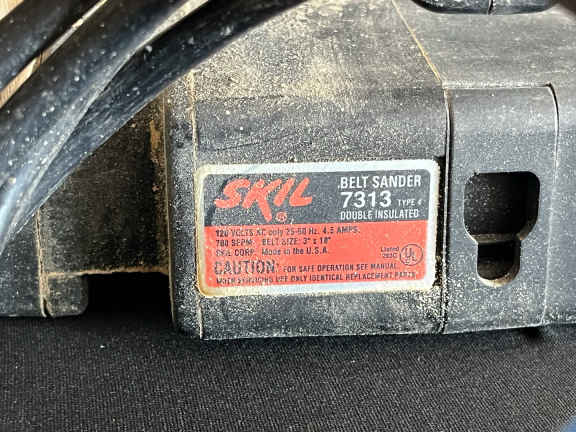 SKIL®
.BELT SANDER
7313 TYPE 4
DOUBLE INSULATED
120 VOLTS AC only 25-60 Hz. 4.5 AMPS.
780 SFPM. BELT SIZE: 3" x 18"
SKIL CORP. Made in the U.S.A.
Listed
UL
CAUTION: FOR SAFE OPERATION SEE MANUAL.
WHEN SERVICING USE ONLY IDENTICAL REPLACEMENT PARTS.